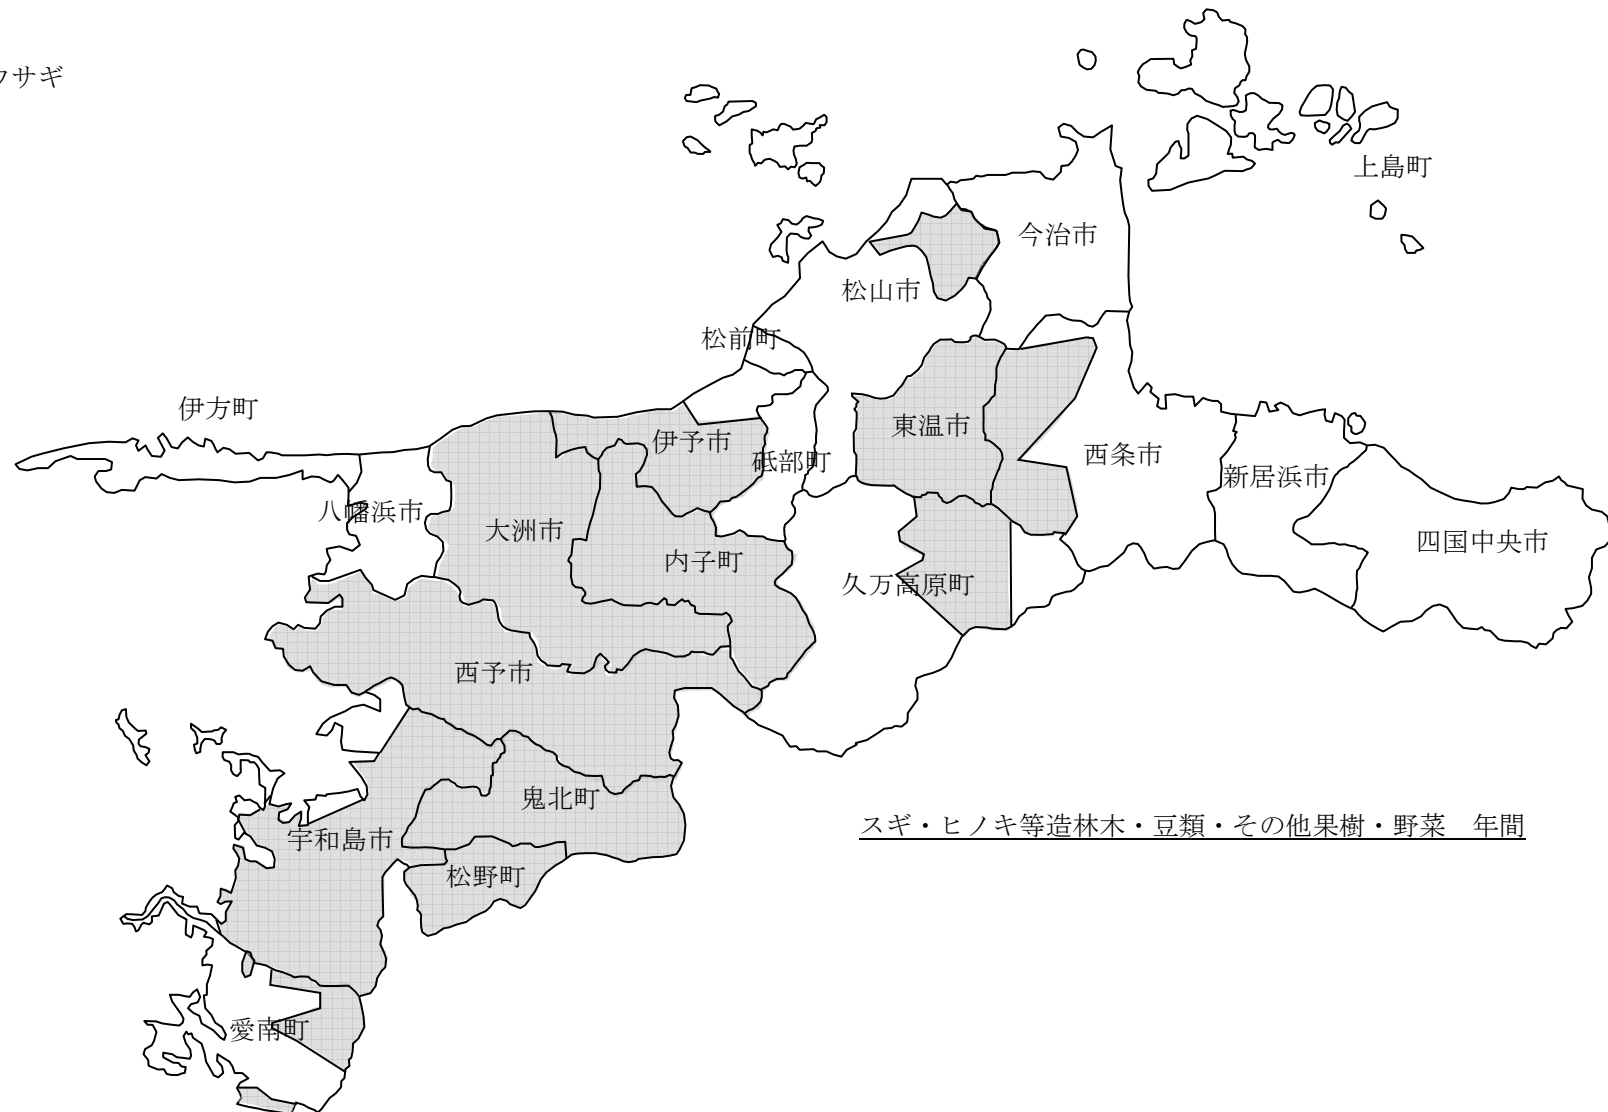 ウサギ
上島町
今治市
松山市
松前町
伊方町
東温市
伊予市
西条市
砥部町
新居浜市
八幡浜市
大洲市
四国中央市
内子町
久万高原町
西予市
鬼北町
スギ・ヒノキ等造林木・豆類・その他果樹・野菜　年間
宇和島市
松野町
愛南町